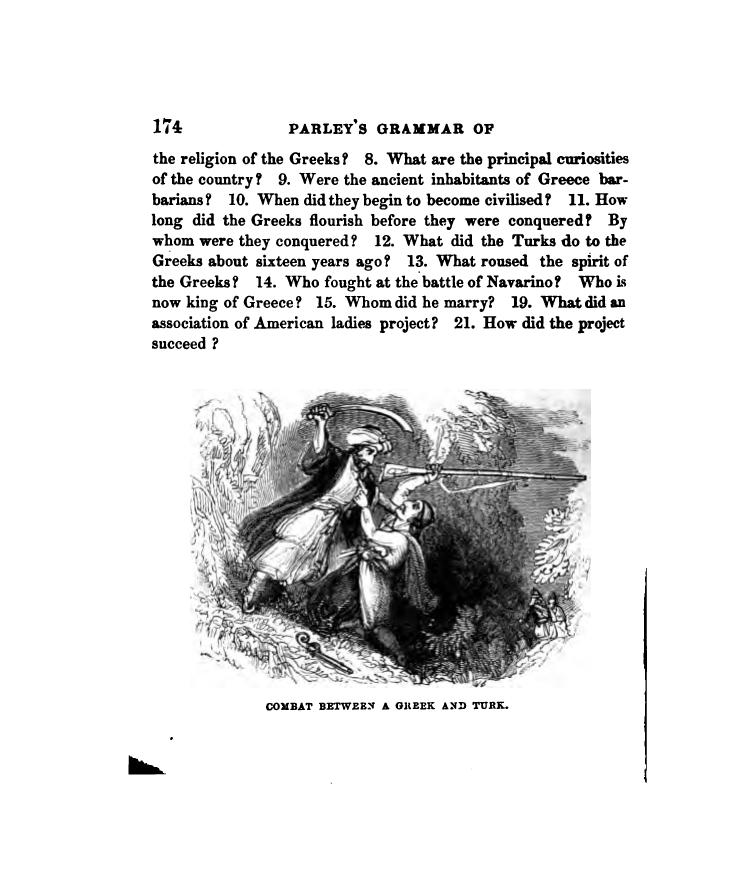 174 PARLEY'S GRAMMAR OF
the religion of the Greeks? 8. What are the principal curiosities
of the country? 9. Were the ancient inhabitants of Greece bar-
barians? 10. When did they begin to become civilised? 11. How
long did the Greeks flourish before they were conquered? By
whom were they conquered? 12. What did the Turks do to the
Greeks about sixteen years ago? 13. What roused the spirit of
the Greeks? 14. Who fought at the battle of Navarino? Who is
now king of Greece? 15. Whom did he marry? 19. What did an
association of American ladies project? 21. How did the project
succeed ?
COMBAT BETWEEN A GREEK AND TURK.